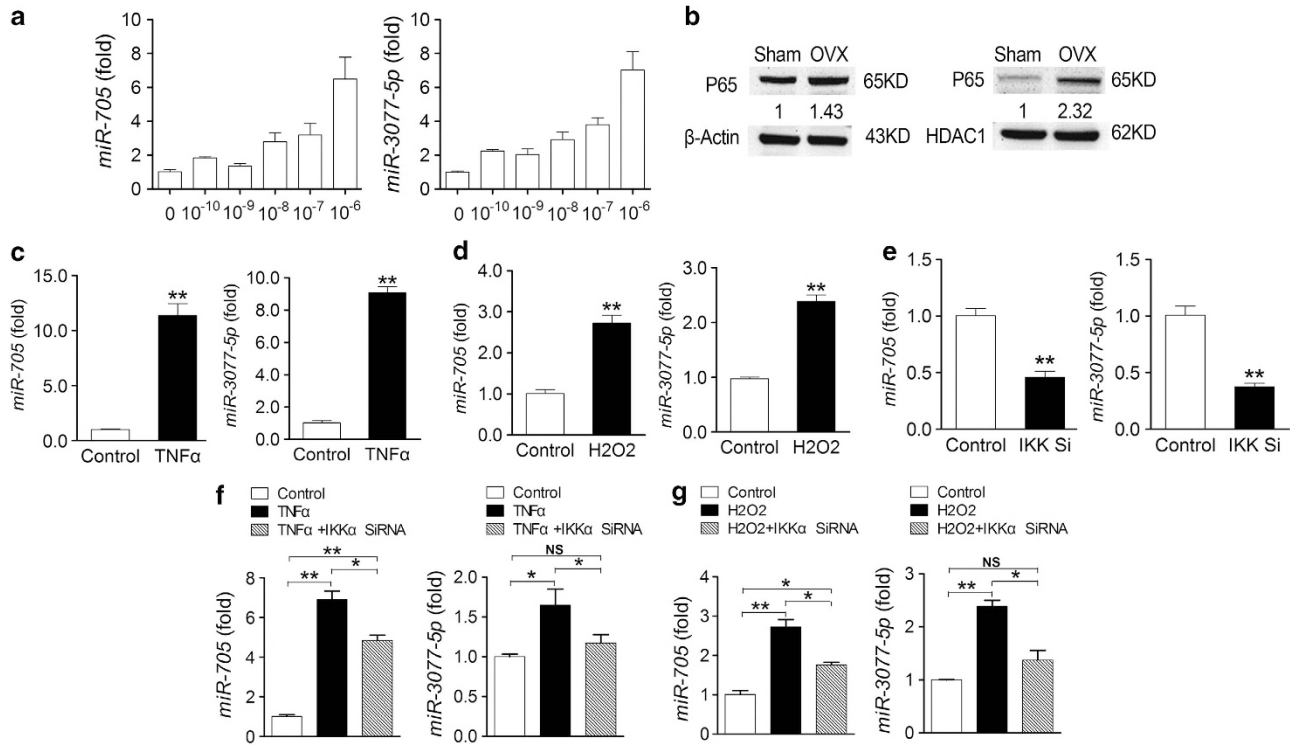 a
miR-705 (fold)
10
8
6
4
2
0
0 10⁻¹⁰ 10⁻⁹ 10⁻⁸ 10⁻⁷ 10⁻⁶
miR-3077-5p (fold)
10
8
6
4
2
0
0 10⁻¹⁰ 10⁻⁹ 10⁻⁸ 10⁻⁷ 10⁻⁶
b
Sham OVX
P65 65KD
1 1.43
β-Actin 43KD
Sham OVX
P65 65KD
1 2.32
HDAC1 62KD
c
miR-705 (fold)
15.0
10.0
5.0
0.0
Control TNFα
**
miR-3077-5p (fold)
10.0
8.0
6.0
4.0
2.0
0.0
Control TNFα
**
d
miR-705 (fold)
4.0
3.0
2.0
1.0
0.0
Control H2O2
**
miR-3077-5p (fold)
3.0
2.0
1.0
0.0
Control H2O2
**
e
miR-705 (fold)
1.5
1.0
0.5
0.0
Control IKK Si
**
miR-3077-5p (fold)
1.5
1.0
0.5
0.0
Control IKK Si
**
f
Control
TNFα
TNFα +IKKα SiRNA
**
** *
miR-705 (fold)
8
6
4
2
0
Control
TNFα
TNFα +IKKα SiRNA
NS
* *
miR-3077-5p (fold)
2.0
1.5
1.0
0.5
0.0
g
Control
H2O2
H2O2+IKKα SiRNA
*
** *
miR-705 (fold)
4
3
2
1
0
Control
H2O2
H2O2+IKKα SiRNA
NS
** *
miR-3077-5p (fold)
3
2
1
0